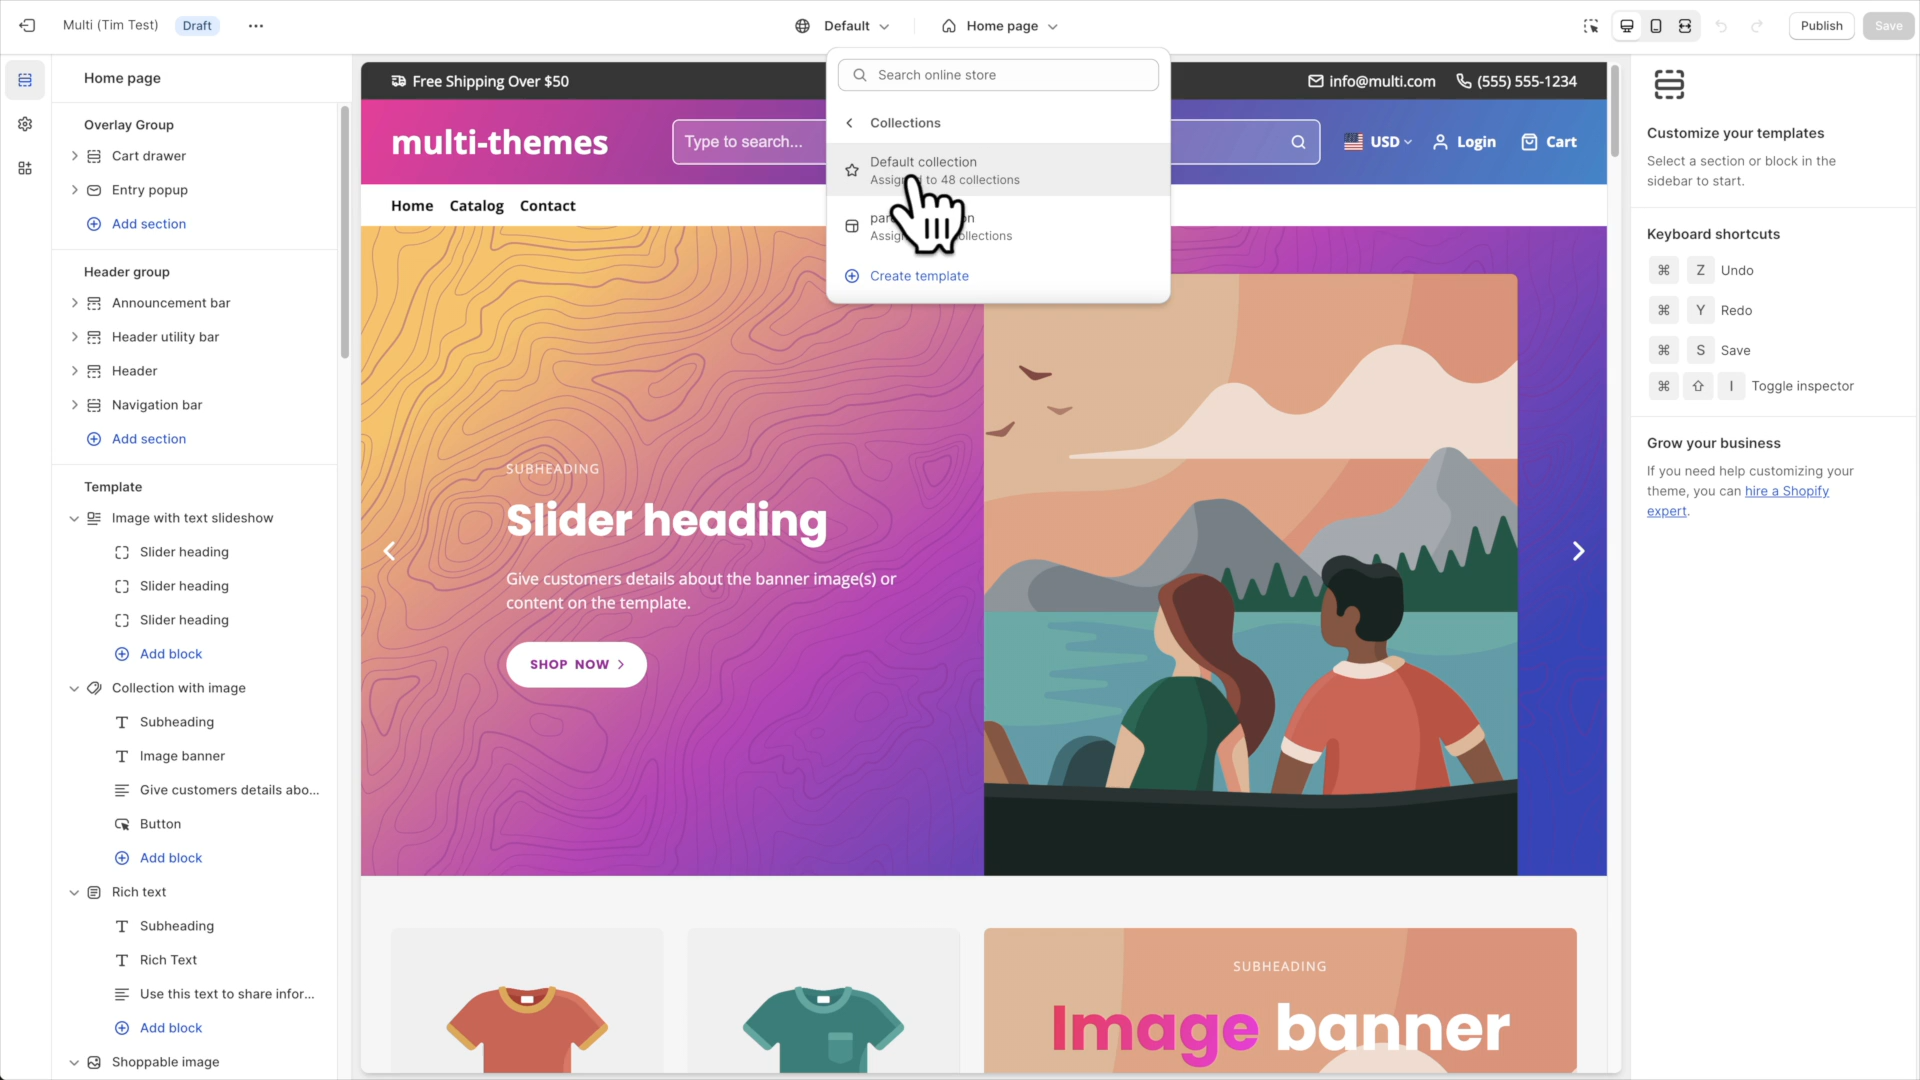 Multi (Tim Test)
Draft
Default
Home page
Publish
Save
Home page
Overlay Group
Cart drawer
Entry popup
Add section
Header group
Announcement bar
Header utility bar
Header
Navigation bar
Add section
Template
Image with text slideshow
Slider heading
Slider heading
Slider heading
Add block
Collection with image
Subheading
Image banner
Give customers details abo...
Button
Add block
Rich text
Subheading
Rich Text
Use this text to share infor...
Add block
Shoppable image
Free Shipping Over $50
info@multi.com
(555) 555-1234
multi-themes
Type to search...
USD
Login
Cart
Home
Catalog
Contact
Search online store
Collections
Default collection
to 48 collections
Create template
SUBHEADING
Slider heading
Give customers details about the banner image(s) or
content on the template.
SHOP NOW
SUBHEADING
Image banner
Customize your templates
Select a section or block in the
sidebar to start.
Keyboard shortcuts
⌘ Z Undo
⌘ Y Redo
⌘ S Save
⌘ ⇧ I Toggle inspector
Grow your business
If you need help customizing your
theme, you can hire a Shopify
expert.